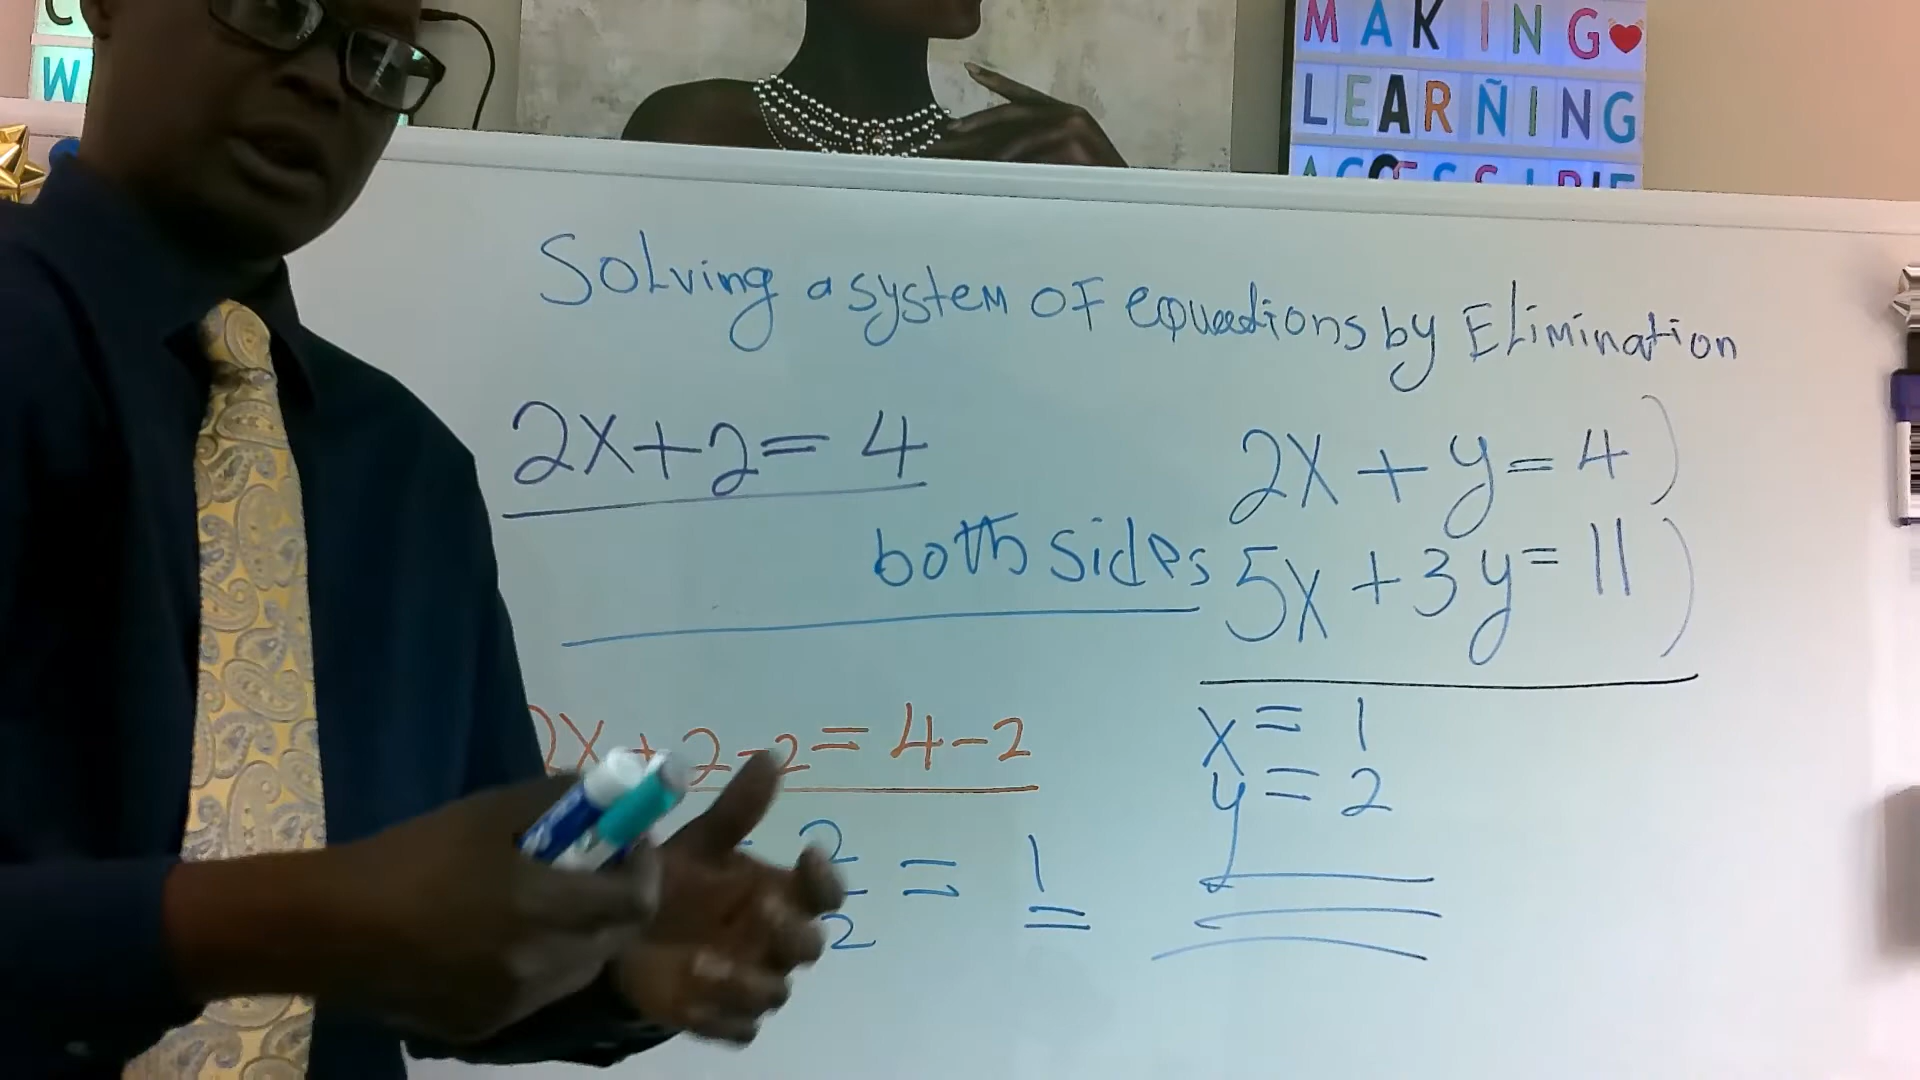 MAKING
LEARÑING
ACCESSIBLE
Solving a system of equations by Elimination
2x+2=4
both sides
2x+2-2=4-2
2
2
= 1
2x + y = 4)
5x + 3y = 11)
x = 1
y = 2